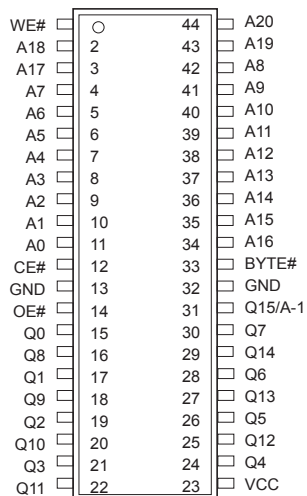 WE# 44 A20
A18 2 43 A19
A17 3 42 A8
A7 4 41 A9
A6 5 40 A10
A5 6 39 A11
A4 7 38 A12
A3 8 37 A13
A2 9 36 A14
A1 10 35 A15
A0 11 34 A16
CE# 12 33 BYTE#
GND 13 32 GND
OE# 14 31 Q15/A-1
Q0 15 30 Q7
Q8 16 29 Q14
Q1 17 28 Q6
Q9 18 27 Q13
Q2 19 26 Q5
Q10 20 25 Q12
Q3 21 24 Q4
Q11 22 23 VCC